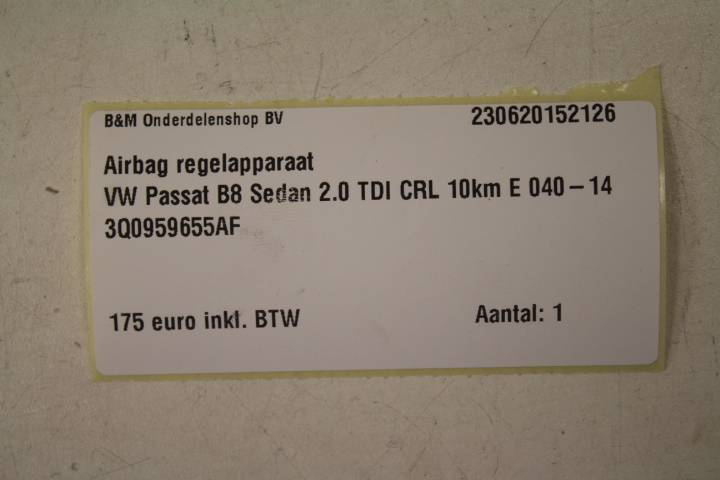 B&M Onderdelenshop BV 230620152126
Airbag regelapparaat
VW Passat B8 Sedan 2.0 TDI CRL 10km E 040-14
3Q0959655AF
175 euro inkl. BTW Aantal: 1